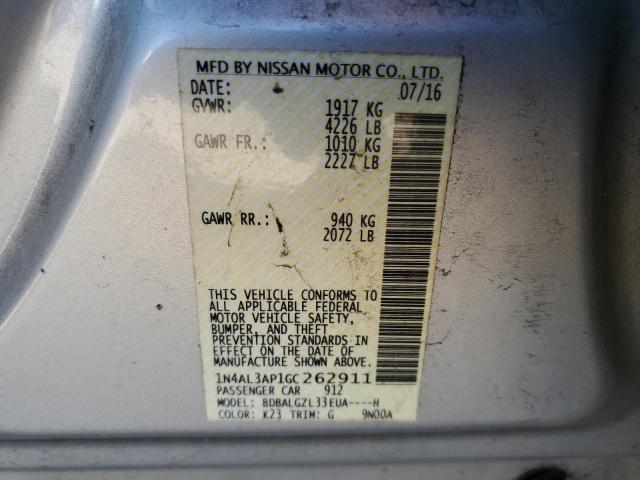 MFD BY NISSAN MOTOR CO., LTD.
DATE: 07/16
GVWR: 1917 KG
4226 LB
GAWR FR.: 1010 KG
2227 LB
GAWR RR.: 940 KG
2072 LB
THIS VEHICLE CONFORMS TO
ALL APPLICABLE FEDERAL
MOTOR VEHICLE SAFETY,
BUMPER, AND THEFT
PREVENTION STANDARDS IN
EFFECT ON THE DATE OF
MANUFACTURE SHOWN ABOVE.
1N4AL3AP1GC262911
PASSENGER CAR 912
MODEL: BDBALGZL33EUA----H
COLOR: K23 TRIM: G 9N00A